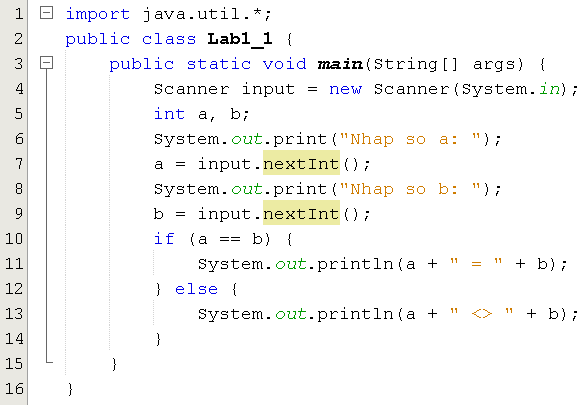 1 import java.util.*;
2 public class Lab1_1 {
3 public static void main(String[] args) {
4 Scanner input = new Scanner(System.in);
5 int a, b;
6 System.out.print("Nhap so a: ");
7 a = input.nextInt();
8 System.out.print("Nhap so b: ");
9 b = input.nextInt();
10 if (a == b) {
11 System.out.println(a + " = " + b);
12 } else {
13 System.out.println(a + " <> " + b);
14 }
15 }
16 }